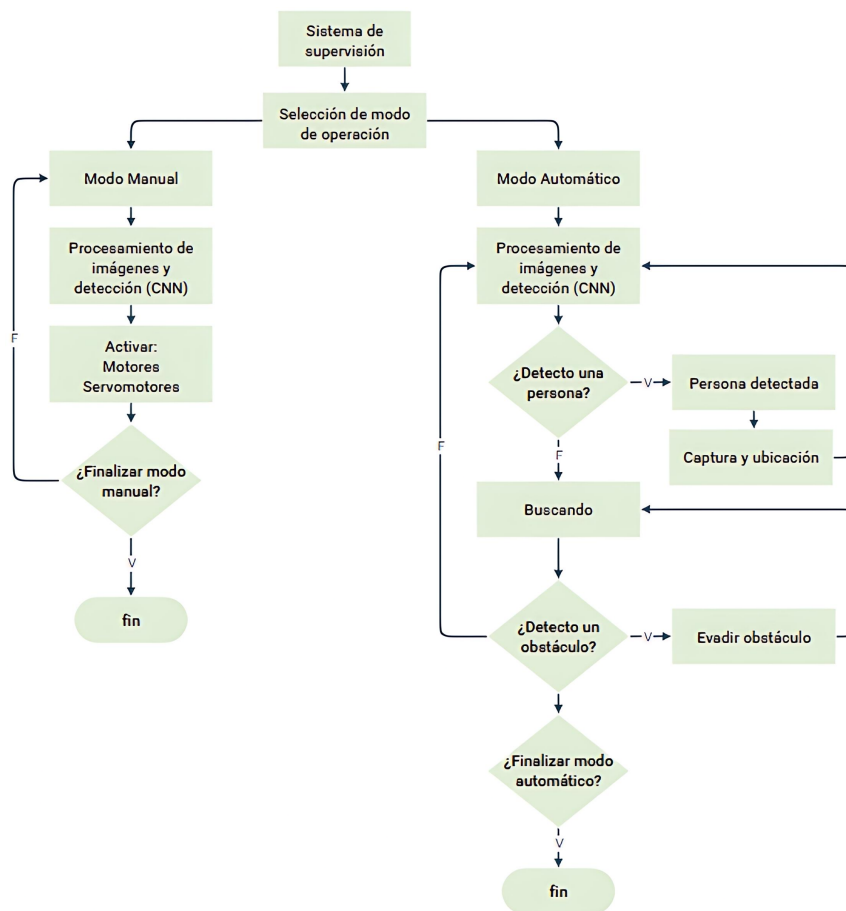 Sistema de
supervisión
Selección de modo
de operación
Modo Manual
Procesamiento de
imágenes y
detección (CNN)
Activar:
Motores
Servomotores
F
¿Finalizar modo
manual?
V
fin
Modo Automático
Procesamiento de
imágenes y
detección (CNN)
¿Detecto una
persona?
V
Persona detectada
Captura y ubicación
F
F
Buscando
¿Detecto un
obstáculo?
V
Evadir obstáculo
¿Finalizar modo
automático?
V
fin